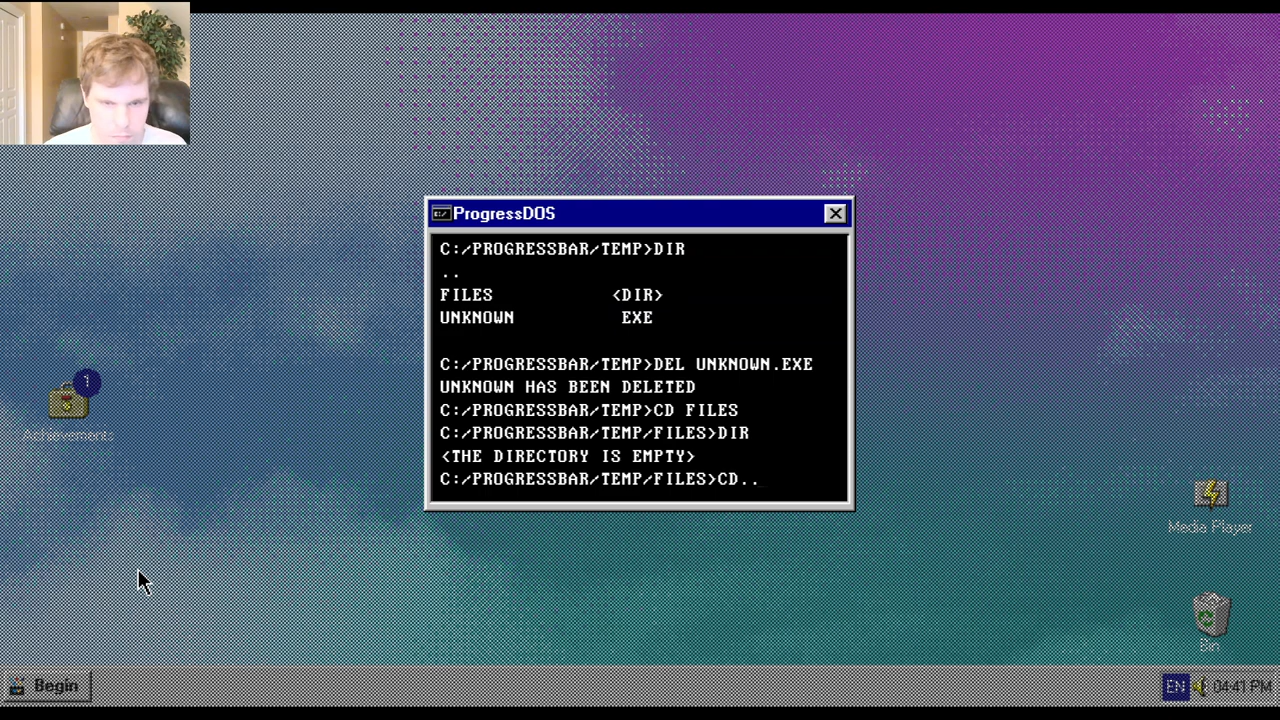 ProgressDOS
C:/PROGRESSBAR/TEMP>DIR
..
FILES <DIR>
UNKNOWN EXE
C:/PROGRESSBAR/TEMP>DEL UNKNOWN.EXE
UNKNOWN HAS BEEN DELETED
C:/PROGRESSBAR/TEMP>CD FILES
C:/PROGRESSBAR/TEMP/FILES>DIR
<THE DIRECTORY IS EMPTY>
C:/PROGRESSBAR/TEMP/FILES>CD..
1
Achievements
Media Player
Bin
Begin
EN 04:41 PM